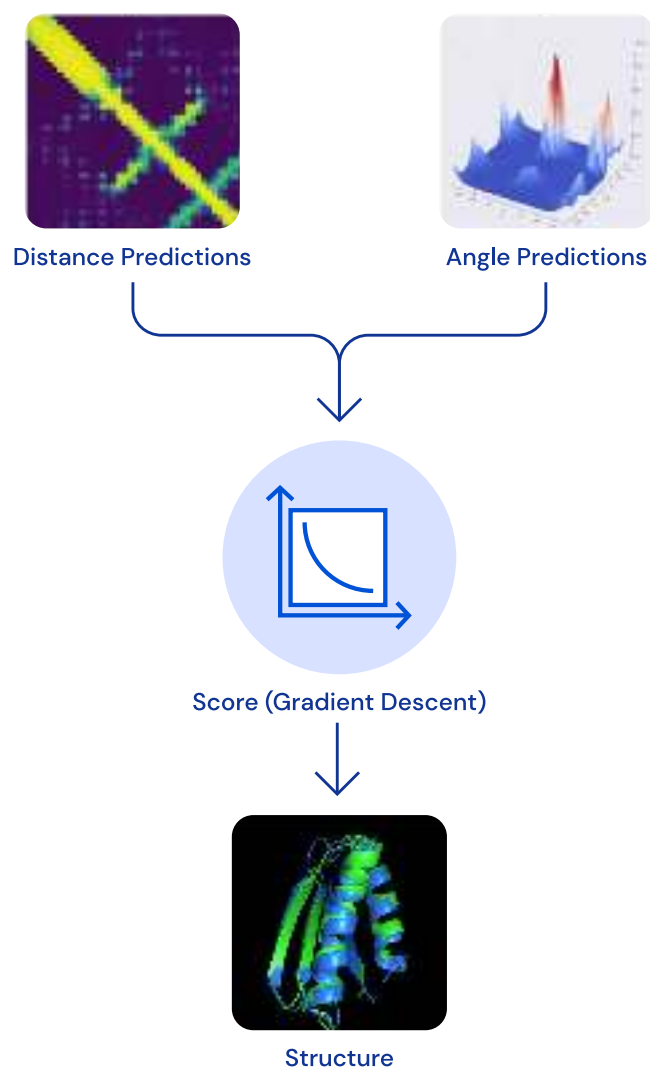 Distance Predictions
Angle Predictions
Score (Gradient Descent)
Structure